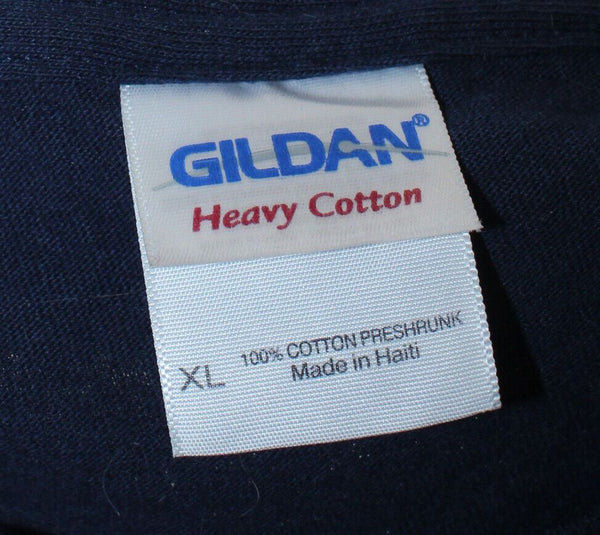 GILDAN®
Heavy Cotton
XL
100% COTTON PRESHRUNK
Made in Haiti